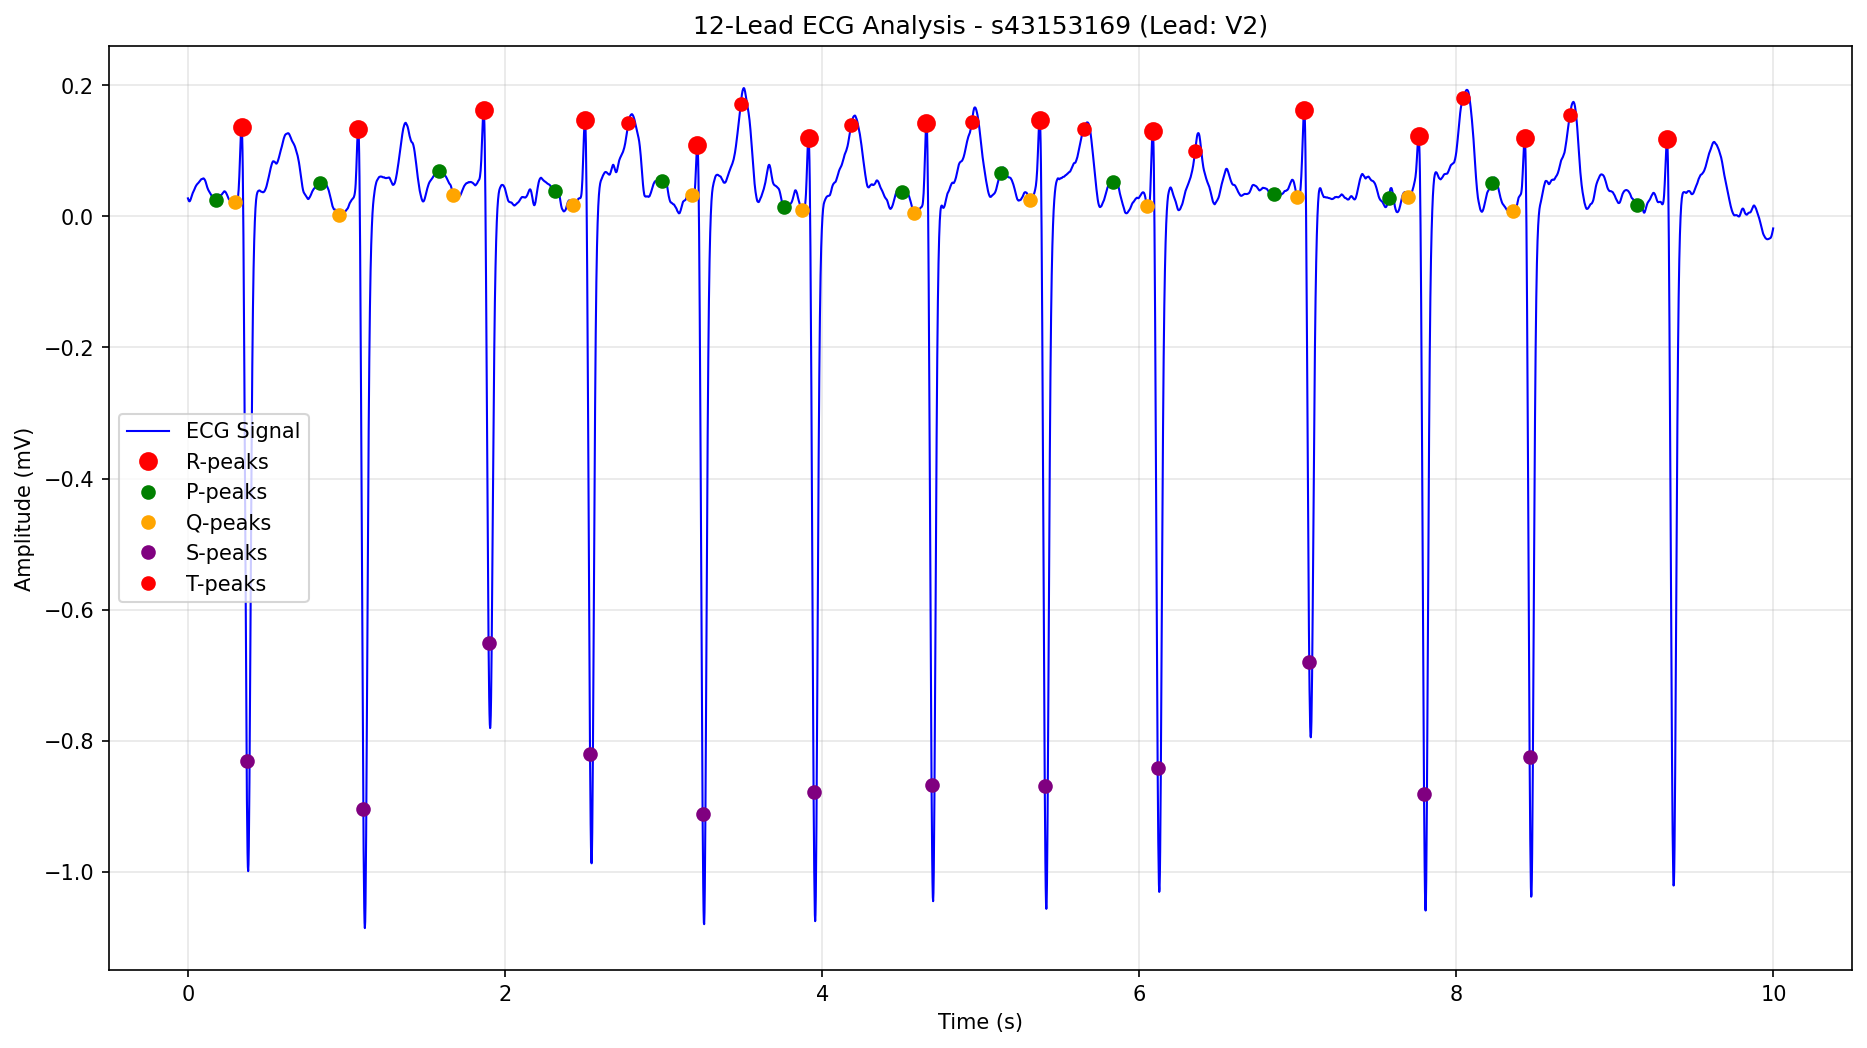 12-Lead ECG Analysis - s43153169 (Lead: V2)
Amplitude (mV)
0.2
0.0
−0.2
−0.4
−0.6
−0.8
−1.0
ECG Signal
R-peaks
P-peaks
Q-peaks
S-peaks
T-peaks
0 2 4 6 8 10
Time (s)